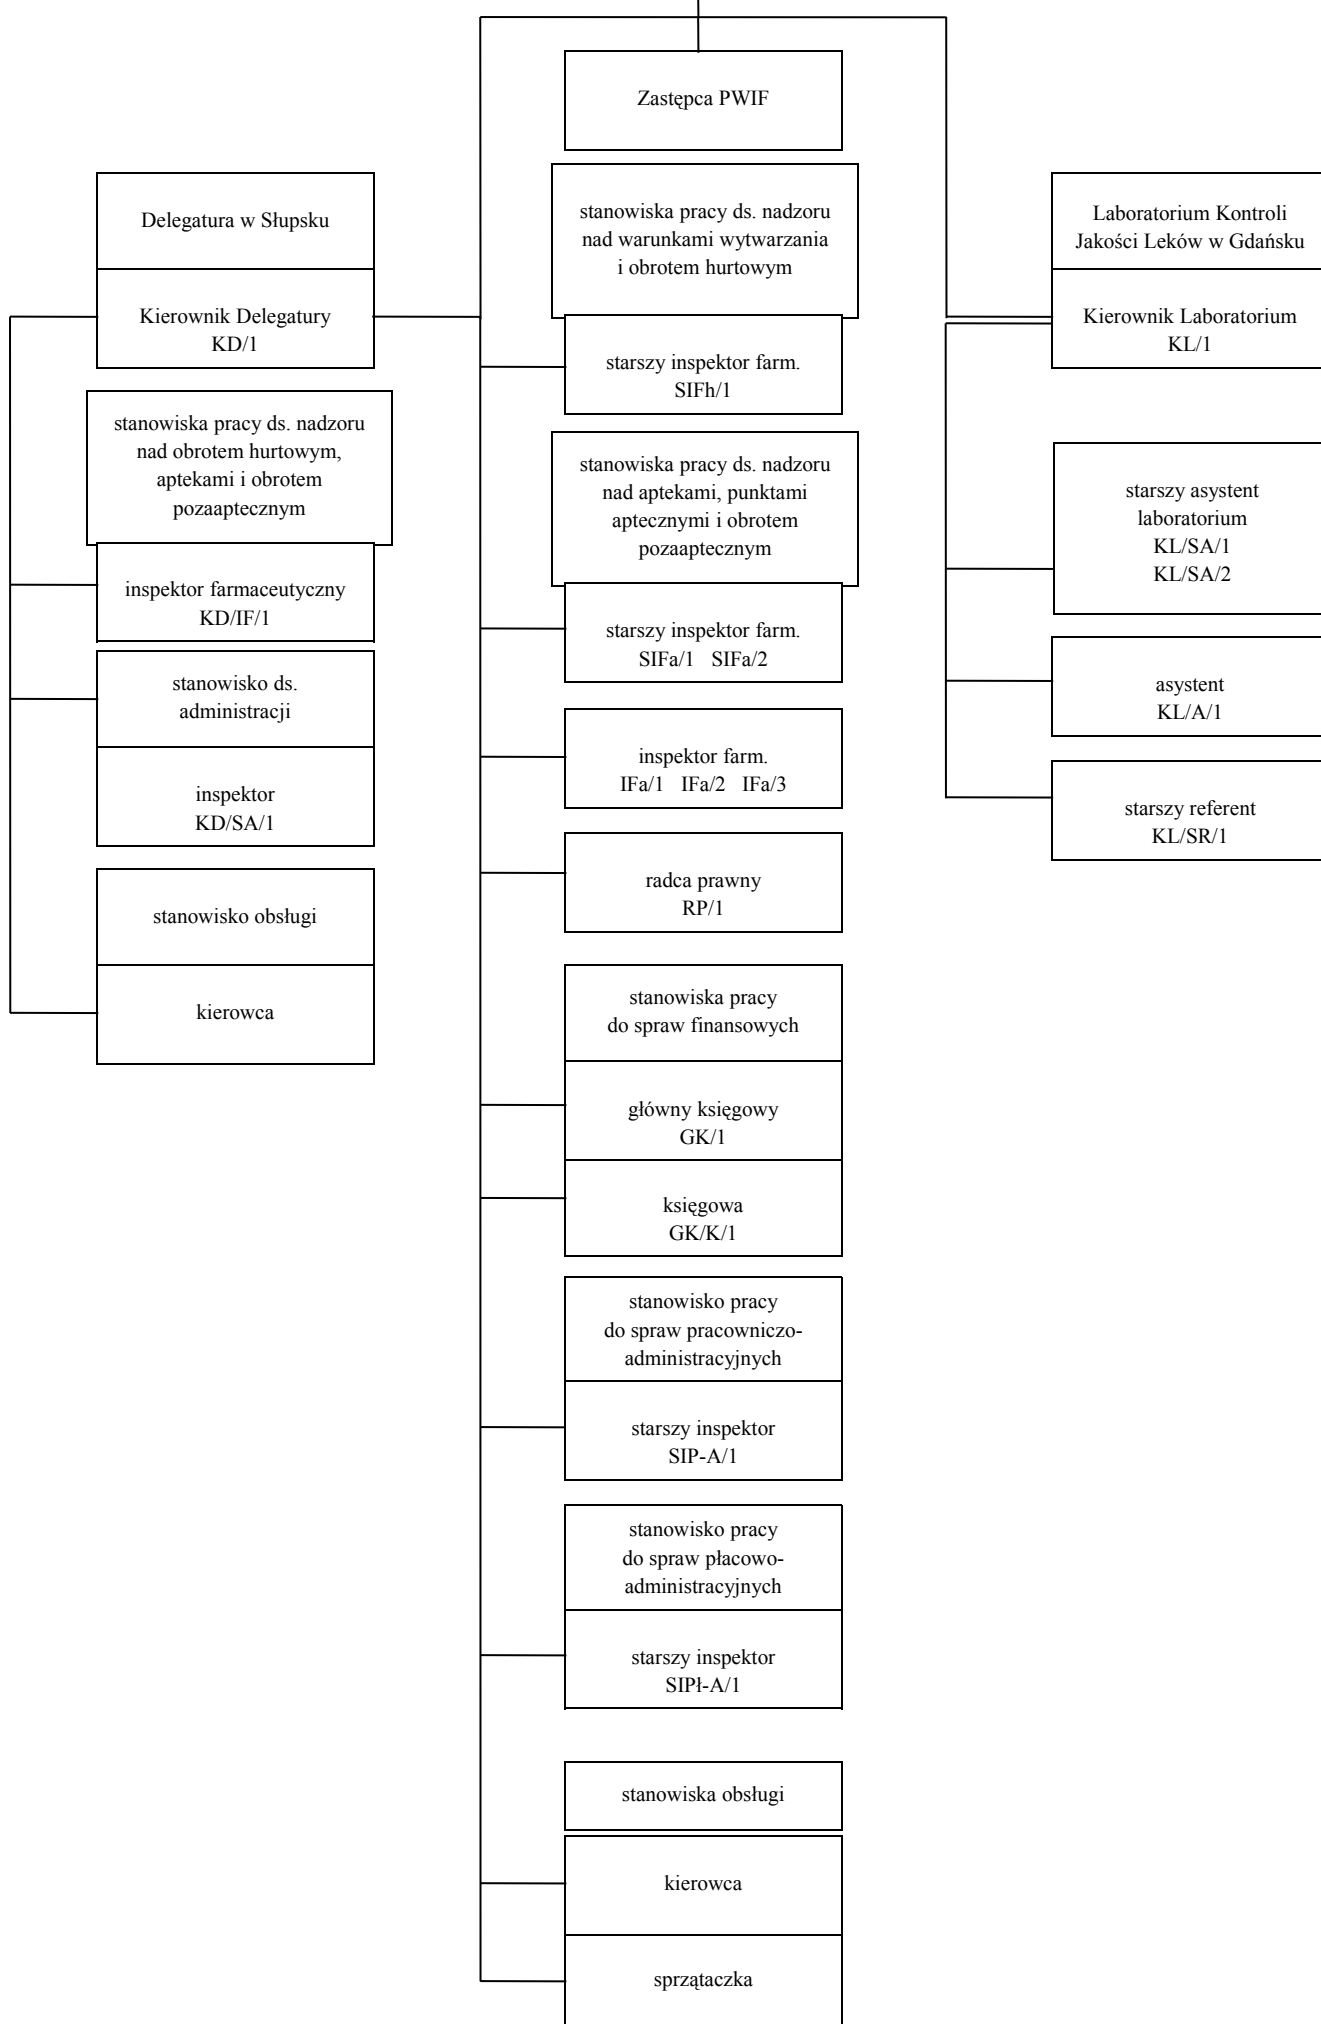 Zastępca PWIF
Delegatura w Słupsku
Kierownik Delegatury
KD/1
stanowiska pracy ds. nadzoru
nad obrotem hurtowym,
aptekami i obrotem
pozaaptecznym
inspektor farmaceutyczny
KD/IF/1
stanowisko ds.
administracji
inspektor
KD/SA/1
stanowisko obsługi
kierowca
stanowiska pracy ds. nadzoru
nad warunkami wytwarzania
i obrotem hurtowym
starszy inspektor farm.
SIFh/1
stanowiska pracy ds. nadzoru
nad aptekami, punktami
aptecznymi i obrotem
pozaaptecznym
starszy inspektor farm.
SIFa/1 SIFa/2
inspektor farm.
IFa/1 IFa/2 IFa/3
radca prawny
RP/1
stanowiska pracy
do spraw finansowych
główny księgowy
GK/1
księgowa
GK/K/1
stanowisko pracy
do spraw pracowniczo-
administracyjnych
starszy inspektor
SIP-A/1
stanowisko pracy
do spraw płacowo-
administracyjnych
starszy inspektor
SIPł-A/1
stanowiska obsługi
kierowca
sprzątaczka
Laboratorium Kontroli
Jakości Leków w Gdańsku
Kierownik Laboratorium
KL/1
starszy asystent
laboratorium
KL/SA/1
KL/SA/2
asystent
KL/A/1
starszy referent
KL/SR/1